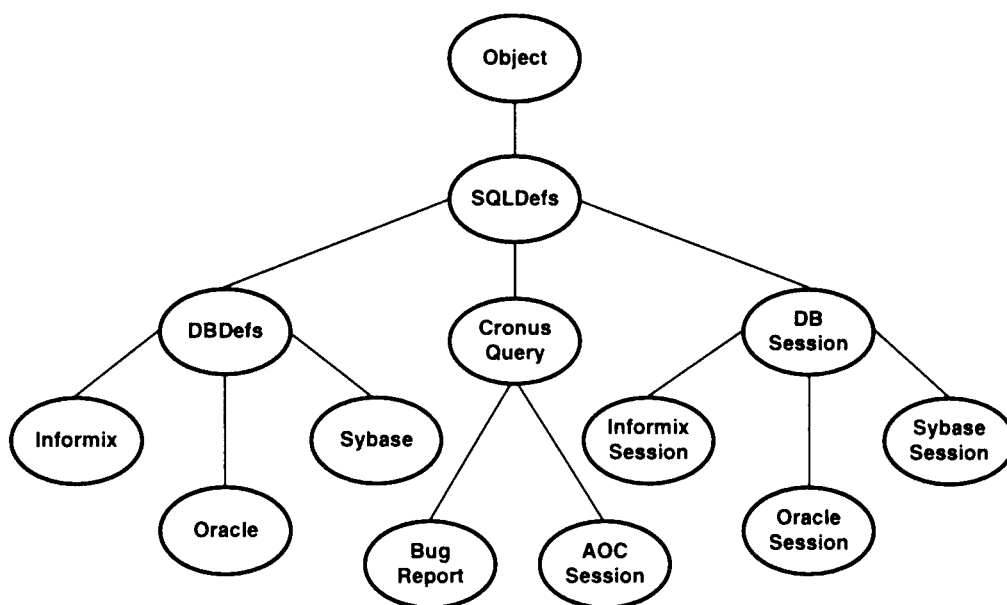 Object
SQLDefs
DBDefs
Cronus
Query
DB
Session
Informix
Sybase
Informix
Session
Sybase
Session
Oracle
Bug
Report
AOC
Session
Oracle
Session